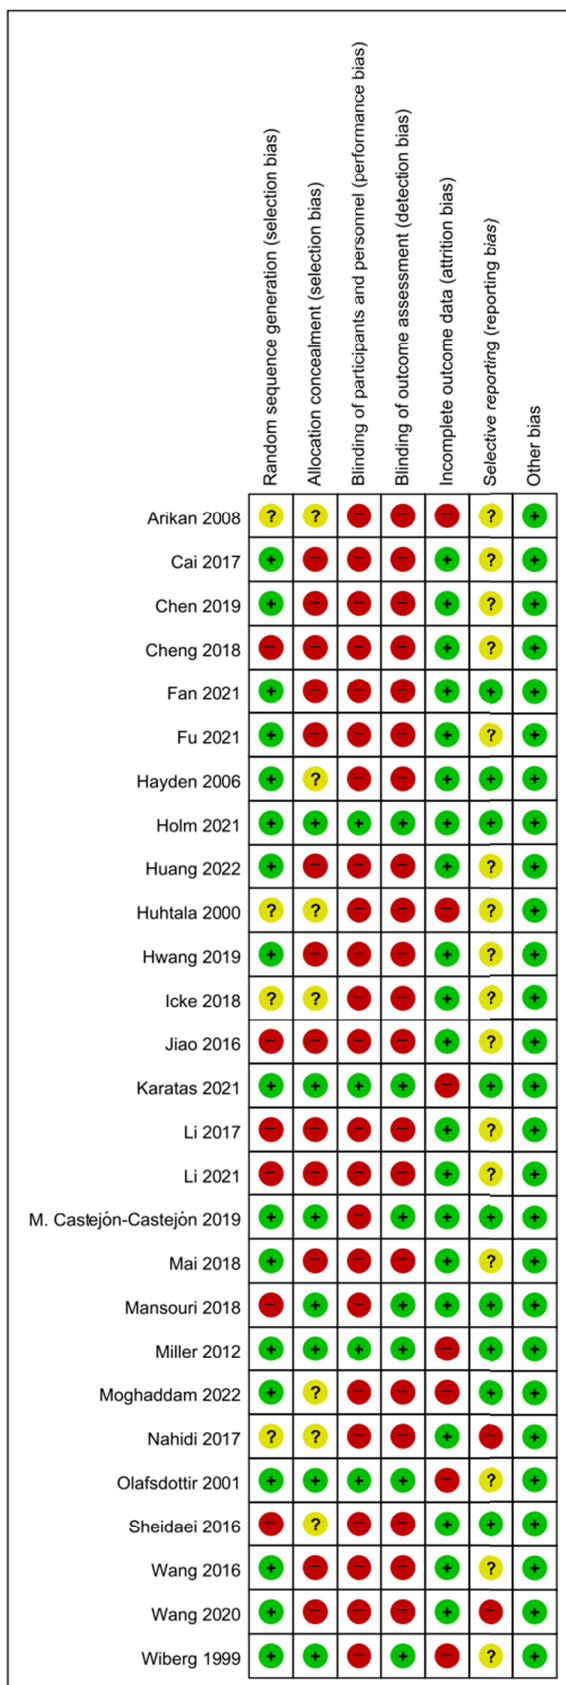 Random sequence generation (selection bias)
Allocation concealment (selection bias)
Blinding of participants and personnel (performance bias)
Blinding of outcome assessment (detection bias)
Incomplete outcome data (attrition bias)
Selective reporting (reporting bias)
Other bias
Arikan 2008 ? ? − − − ? +
Cai 2017 + − − − + ? +
Chen 2019 + − − − + ? +
Cheng 2018 − − − − + ? +
Fan 2021 + − − − + + +
Fu 2021 + − − − + ? +
Hayden 2006 + ? − − + + +
Holm 2021 + + + + + + +
Huang 2022 + − − − + ? +
Huhtala 2000 ? ? − − − ? +
Hwang 2019 + − − − + ? +
Icke 2018 ? ? − − + ? +
Jiao 2016 − − − − + ? +
Karatas 2021 + + + + − + +
Li 2017 − − − − + ? +
Li 2021 − − − − + ? +
M. Castejón-Castejón 2019 + + − + + + +
Mai 2018 + − − − + ? +
Mansouri 2018 − + − + + + +
Miller 2012 + + + + − + +
Moghaddam 2022 + ? − − − + +
Nahidi 2017 ? ? − − + − +
Olafsdottir 2001 + + + + − ? +
Sheidaei 2016 − ? − − + + +
Wang 2016 + − − − + ? +
Wang 2020 + − − − + − +
Wiberg 1999 + + − + − ? +